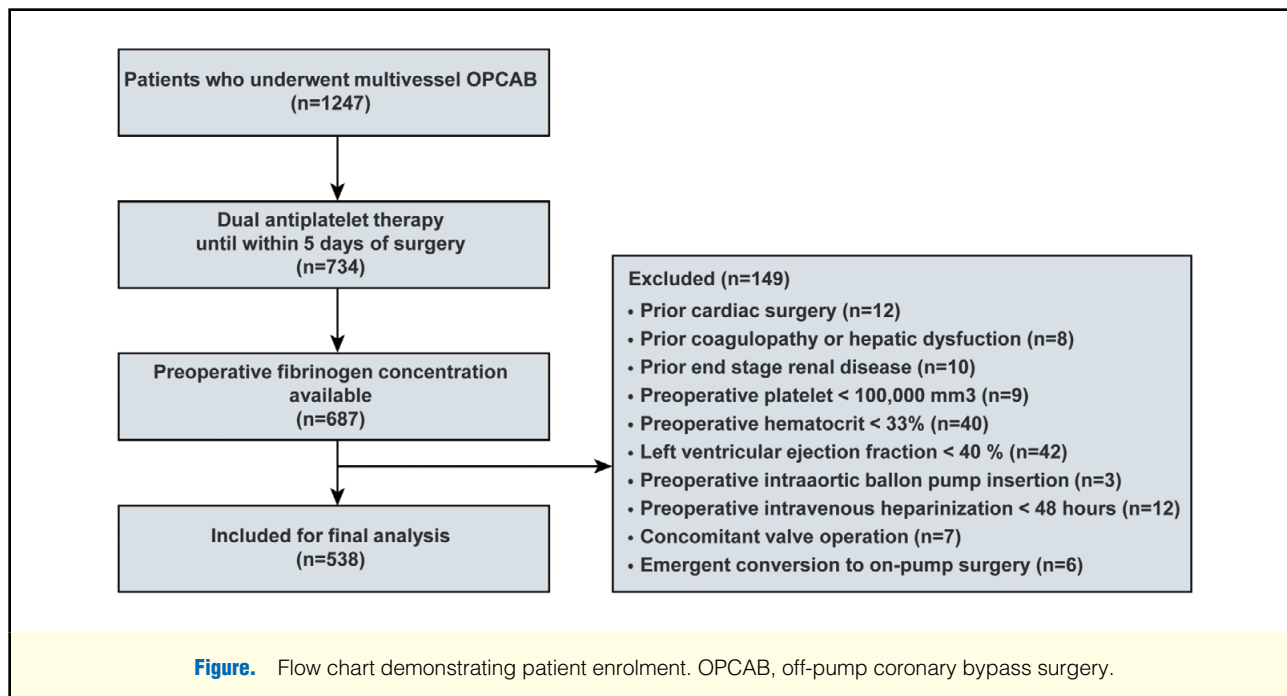 Patients who underwent multivessel OPCAB
(n=1247)
Dual antiplatelet therapy
until within 5 days of surgery
(n=734)
Preoperative fibrinogen concentration
available
(n=687)
Included for final analysis
(n=538)
Excluded (n=149)
• Prior cardiac surgery (n=12)
• Prior coagulopathy or hepatic dysfuction (n=8)
• Prior end stage renal disease (n=10)
• Preoperative platelet < 100,000 mm3 (n=9)
• Preoperative hematocrit < 33% (n=40)
• Left ventricular ejection fraction < 40 % (n=42)
• Preoperative intraaortic ballon pump insertion (n=3)
• Preoperative intravenous heparinization < 48 hours (n=12)
• Concomitant valve operation (n=7)
• Emergent conversion to on-pump surgery (n=6)
Figure. Flow chart demonstrating patient enrolment. OPCAB, off-pump coronary bypass surgery.